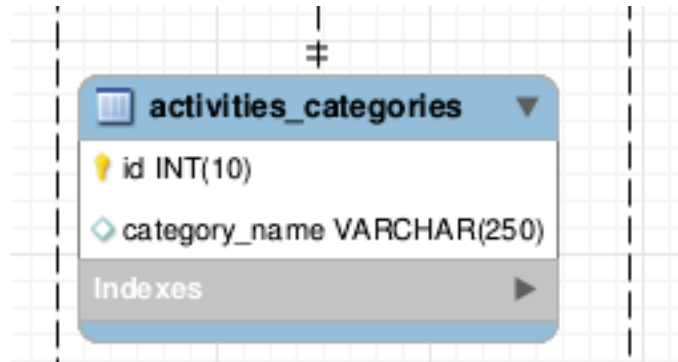 activities_categories
id INT(10)
category_name VARCHAR(250)
Indexes